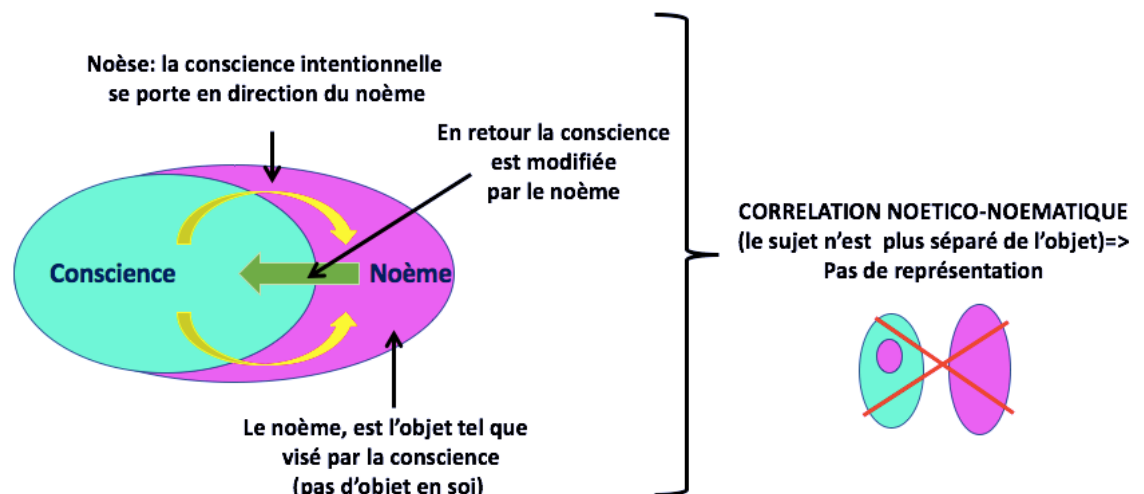 Noèse: la conscience intentionnelle
se porte en direction du noème
En retour la conscience
est modifiée
par le noème
Conscience
Noème
CORRELATION NOETICO-NOEMATIQUE
(le sujet n'est plus séparé de l'objet)=>
Pas de représentation
Le noème, est l'objet tel que
visé par la conscience
(pas d'objet en soi)